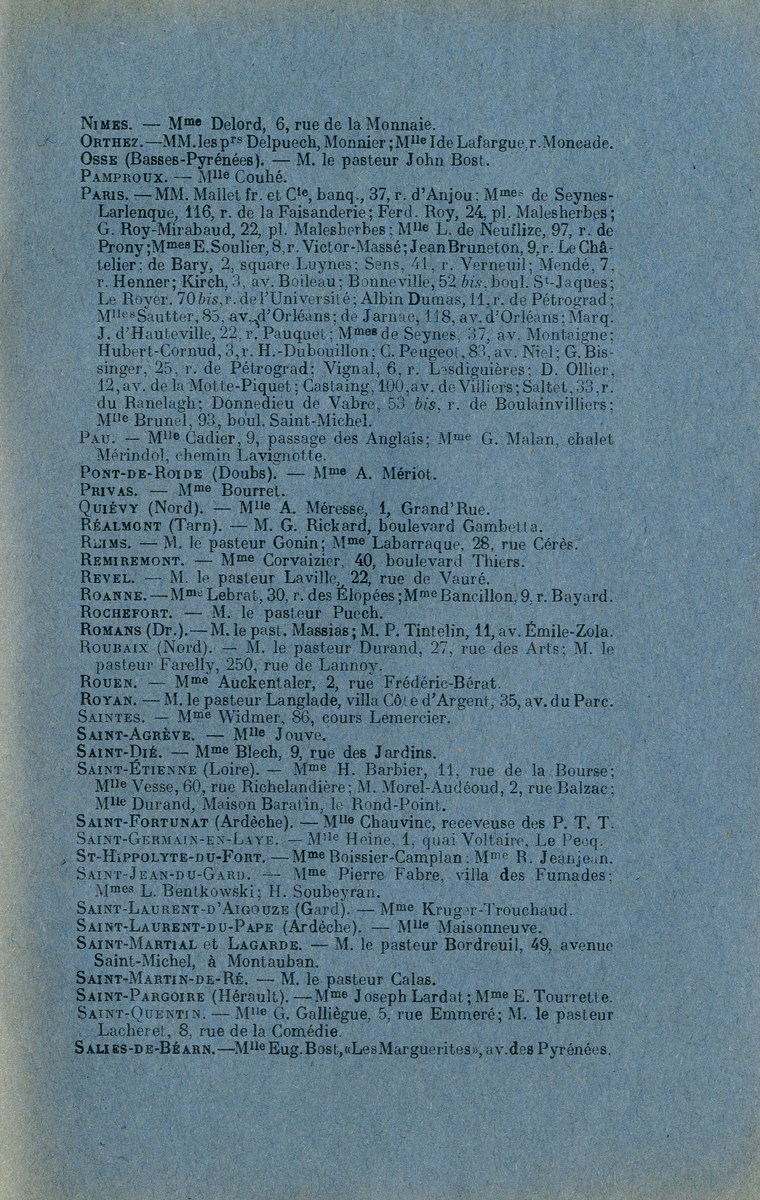 NIMES. — Mme Delord, 6, rue de la Monnaie.
ORTHEZ.—MM. les prs Delpuech, Monnier; Mlle Ide Lafargue, r. Moncade.
OSSE (Basses-Pyrénées). — M. le pasteur John Bost.
PAMPROUX. — Mlle Couhé.
PARIS. — MM. Mallet fr. et Cie, banq., 37, r. d'Anjou; Mmes de Seynes-
Larlenque, 116, r. de la Faisanderie; Ferd. Roy, 24, pl. Malesherbes;
G. Roy-Mirabaud, 22, pl. Malesherbes; Mlle L. de Neuflize, 97, r. de
Prony; Mmes E. Soulier, 8, r. Victor-Massé; Jean Bruneton, 9, r. Le Châ-
telier; de Bary, 2, square Luynes; Sens, 41, r. Verneuil; Mendé, 7,
r. Henner; Kirch, 3, av. Boileau; Bonneville, 52 bis, boul. St-Jaques;
Le Royer, 70 bis, r. de l'Université; Albin Dumas, 11, r. de Pétrograd;
Mlles Sautter, 85, av. d'Orléans; de Jarnac, 118, av. d'Orléans; Marq.
J. d'Hauteville, 22, r. Pauquet; Mmes de Seynes, 37, av. Montaigne;
Hubert-Cornud, 3, r. H.-Dubouillon; C. Peugeot, 83, av. Niel; G. Bis-
singer, 25, r. de Pétrograd; Vignal, 6, r. Lesdiguières; D. Ollier,
12, av. de la Motte-Piquet; Castaing, 100, av. de Villiers; Saltet, 33, r.
du Ranelagh; Donnedieu de Vabre, 53 bis, r. de Boulainvilliers;
Mlle Brunel, 93, boul. Saint-Michel.
PAU. — Mlle Cadier, 9, passage des Anglais; Mme G. Malan, chalet
Mérindol, chemin Lavignotte.
PONT-DE-ROIDE (Doubs). — Mme A. Mériot.
PRIVAS. — Mme Bourret.
QUIÉVY (Nord). — Mlle A. Méresse, 1, Grand'Rue.
RÉALMONT (Tarn). — M. G. Rickard, boulevard Gambetta.
REIMS. — M. le pasteur Gonin; Mme Labarraque, 28, rue Cérès.
REMIREMONT. — Mme Corvaizier, 40, boulevard Thiers.
REVEL. — M. le pasteur Laville, 22, rue de Vauré.
ROANNE. — Mme Lebrat, 30, r. des Élopées; Mme Bancillon, 9, r. Bayard.
ROCHEFORT. — M. le pasteur Puech.
ROMANS (Dr.).— M. le past. Massias; M. P. Tintelin, 11, av. Émile-Zola.
ROUBAIX (Nord). — M. le pasteur Durand, 27, rue des Arts; M. le
pasteur Farelly, 250, rue de Lannoy.
ROUEN. — Mme Auckentaler, 2, rue Frédéric-Bérat.
ROYAN. — M. le pasteur Langlade, villa Côte d'Argent, 35, av. du Parc.
SAINTES. — Mme Widmer, 86, cours Lemercier.
SAINT-AGRÈVE. — Mlle Jouve.
SAINT-DIÉ. — Mme Blech, 9, rue des Jardins.
SAINT-ÉTIENNE (Loire). — Mme H. Barbier, 11, rue de la Bourse;
Mlle Vesse, 60, rue Richelandière; M. Morel-Audéoud, 2, rue Balzac;
Mlle Durand, Maison Baratin, le Rond-Point.
SAINT-FORTUNAT (Ardèche). — Mlle Chauvinc, receveuse des P. T. T.
SAINT-GERMAIN-EN-LAYE. — Mlle Heine, 1, quai Voltaire, Le Pecq.
ST-HIPPOLYTE-DU-FORT. — Mme Boissier-Camplan; Mme R. Jeanjean.
SAINT-JEAN-DU-GARD. — Mme Pierre Fabre, villa des Fumades;
Mmes L. Bentkowski; H. Soubeyran.
SAINT-LAURENT-D'AIGOUZE (Gard). — Mme Kruger-Trouchaud.
SAINT-LAURENT-DU-PAPE (Ardèche). — Mlle Maisonneuve.
SAINT-MARTIAL et LAGARDE. — M. le pasteur Bordreuil, 49, avenue
Saint-Michel, à Montauban.
SAINT-MARTIN-DE-RÉ. — M. le pasteur Calas.
SAINT-PARGOIRE (Hérault). — Mme Joseph Lardat; Mme E. Tourrette.
SAINT-QUENTIN. — Mlle G. Galliègue, 5, rue Emmeré; M. le pasteur
Lacheret, 8, rue de la Comédie.
SALIES-DE-BÉARN.—Mlle Eug. Bost, «Les Marguerites», av. des Pyrénées.